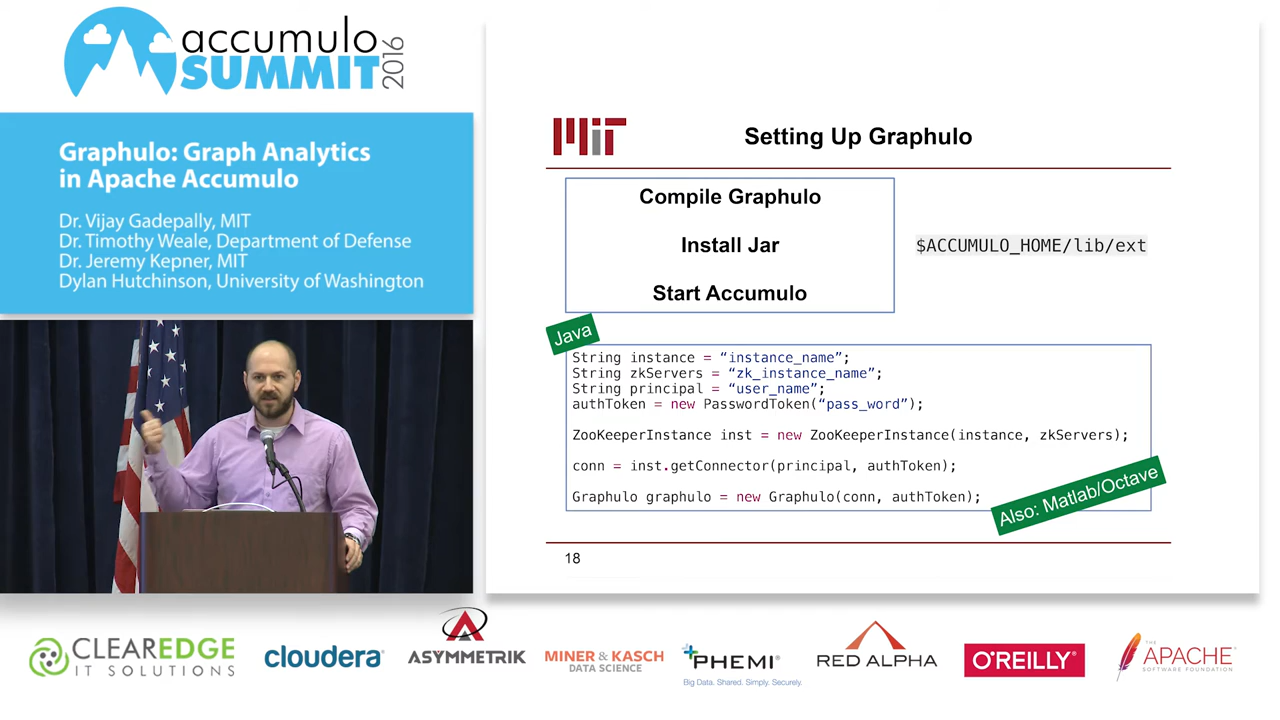 accumulo
SUMMIT
2016
Graphulo: Graph Analytics
in Apache Accumulo
Dr. Vijay Gadepally, MIT
Dr. Timothy Weale, Department of Defense
Dr. Jeremy Kepner, MIT
Dylan Hutchinson, University of Washington
MIT
Setting Up Graphulo
Compile Graphulo
Install Jar
$ACCUMULO_HOME/lib/ext
Start Accumulo
Java
String instance = “instance_name”;
String zkServers = “zk_instance_name”;
String principal = “user_name”;
authToken = new PasswordToken(“pass_word”);
ZooKeeperInstance inst = new ZooKeeperInstance(instance, zkServers);
conn = inst.getConnector(principal, authToken);
Graphulo graphulo = new Graphulo(conn, authToken);
Also: Matlab/Octave
18
CLEAREDGE
IT SOLUTIONS
cloudera
ASYMMETRIK
MINER & KASCH
DATA SCIENCE
PHEMI
Big Data. Shared. Simply. Securely.
RED ALPHA
O'REILLY®
THE
APACHE
SOFTWARE FOUNDATION